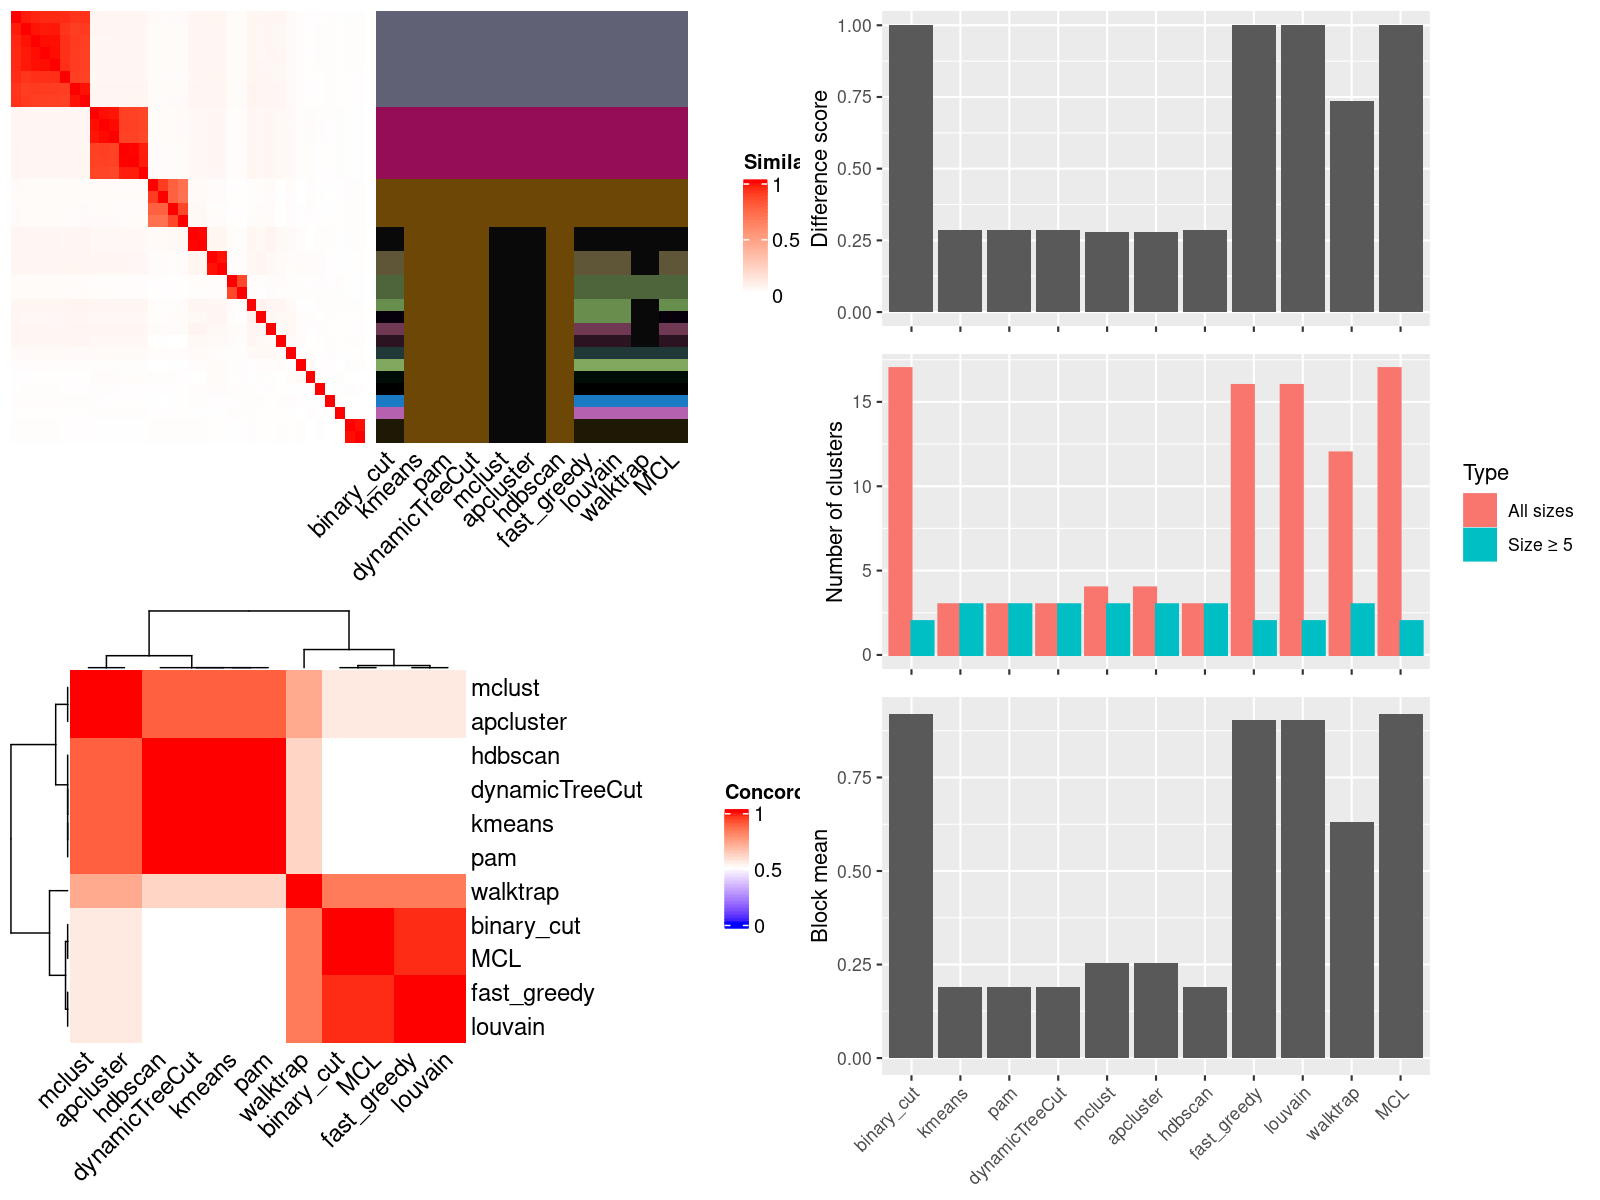 Simila
1
0.5
0
binary_cut
kmeans
pam
dynamicTreeCut
mclust
apcluster
hdbscan
fast_greedy
louvain
walktrap
MCL
mclust
apcluster
hdbscan
dynamicTreeCut
kmeans
pam
walktrap
binary_cut
MCL
fast_greedy
louvain
Concord
1
0.5
0
mclust
apcluster
hdbscan
dynamicTreeCut
kmeans
pam
walktrap
binary_cut
MCL
fast_greedy
louvain
Difference score
1.00
0.75
0.50
0.25
0.00
Number of clusters
15
10
5
0
Type
All sizes
Size ≥ 5
Block mean
0.75
0.50
0.25
0.00
binary_cut
kmeans
pam
dynamicTreeCut
mclust
apcluster
hdbscan
fast_greedy
louvain
walktrap
MCL